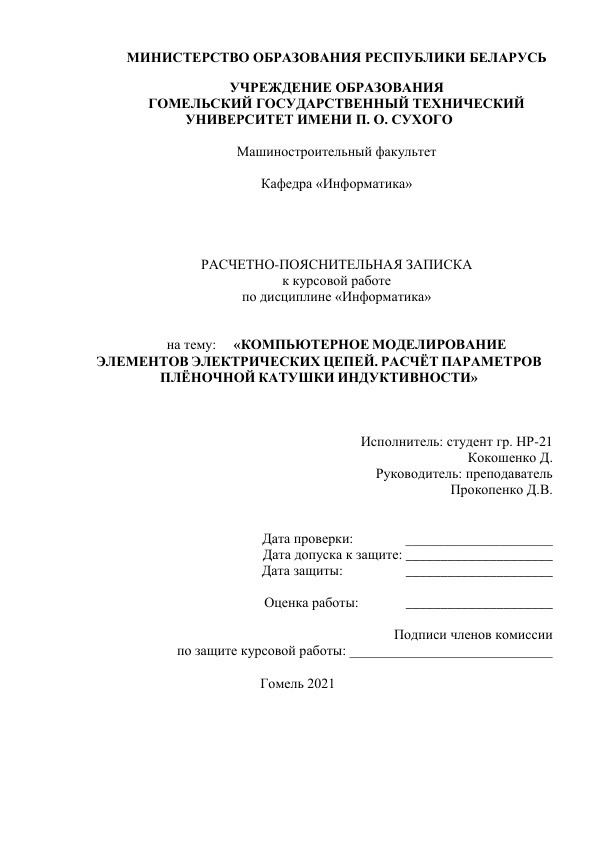 МИНИСТЕРСТВО ОБРАЗОВАНИЯ РЕСПУБЛИКИ БЕЛАРУСЬ
УЧРЕЖДЕНИЕ ОБРАЗОВАНИЯ
ГОМЕЛЬСКИЙ ГОСУДАРСТВЕННЫЙ ТЕХНИЧЕСКИЙ
УНИВЕРСИТЕТ ИМЕНИ П. О. СУХОГО
Машиностроительный факультет
Кафедра «Информатика»
РАСЧЕТНО-ПОЯСНИТЕЛЬНАЯ ЗАПИСКА
к курсовой работе
по дисциплине «Информатика»
на тему: «КОМПЬЮТЕРНОЕ МОДЕЛИРОВАНИЕ
ЭЛЕМЕНТОВ ЭЛЕКТРИЧЕСКИХ ЦЕПЕЙ. РАСЧЁТ ПАРАМЕТРОВ
ПЛЁНОЧНОЙ КАТУШКИ ИНДУКТИВНОСТИ»
Исполнитель: студент гр. НР-21
Кокошенко Д.
Руководитель: преподаватель
Прокопенко Д.В.
Дата проверки: _____________________
Дата допуска к защите: _____________________
Дата защиты: _____________________
Оценка работы: _____________________
Подписи членов комиссии
по защите курсовой работы: _____________________________
Гомель 2021